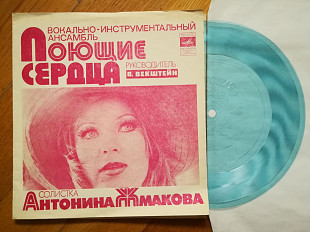 ВОКАЛЬНО-ИНСТРУМЕНТАЛЬНЫЙ
АНСАМБЛЬ
ПОЮЩИЕ
СЕРДЦА
РУКОВОДИТЕЛЬ
В. ВЕКШТЕЙН
СОЛИСТКА
АНТОНИНА ЖМАКОВА